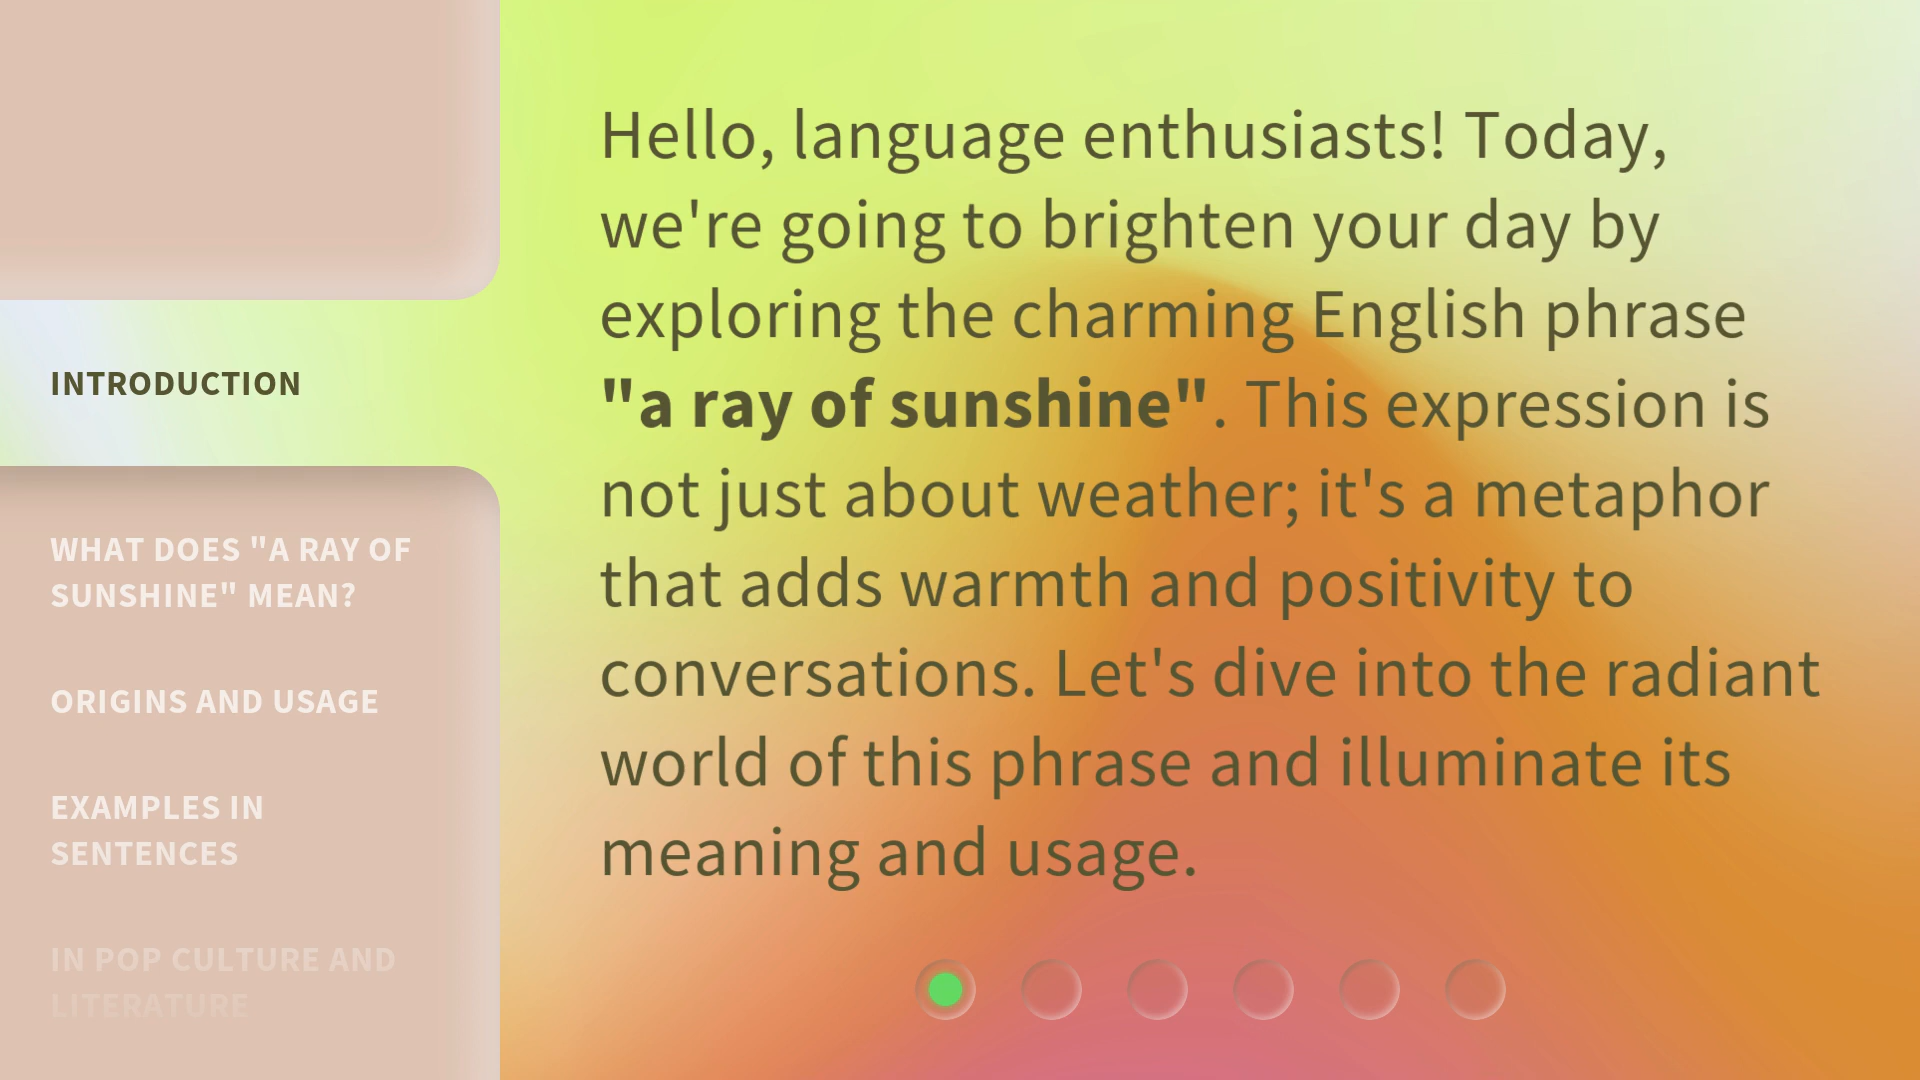 INTRODUCTION
WHAT DOES "A RAY OF
SUNSHINE" MEAN?
ORIGINS AND USAGE
EXAMPLES IN
SENTENCES
IN POP CULTURE AND
LITERATURE
Hello, language enthusiasts! Today,
we're going to brighten your day by
exploring the charming English phrase
"a ray of sunshine". This expression is
not just about weather; it's a metaphor
that adds warmth and positivity to
conversations. Let's dive into the radiant
world of this phrase and illuminate its
meaning and usage.